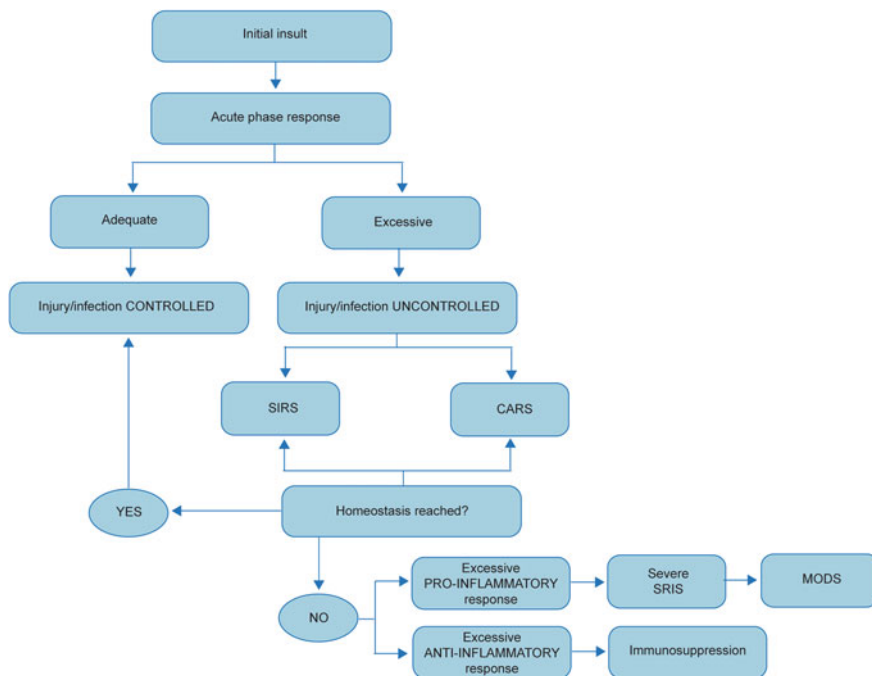 Initial insult
Acute phase response
Adequate
Excessive
Injury/infection CONTROLLED
Injury/infection UNCONTROLLED
SIRS
CARS
YES
Homeostasis reached?
NO
Excessive
PRO-INFLAMMATORY
response
Severe
SRIS
MODS
Excessive
ANTI-INFLAMMATORY
response
Immunosuppression